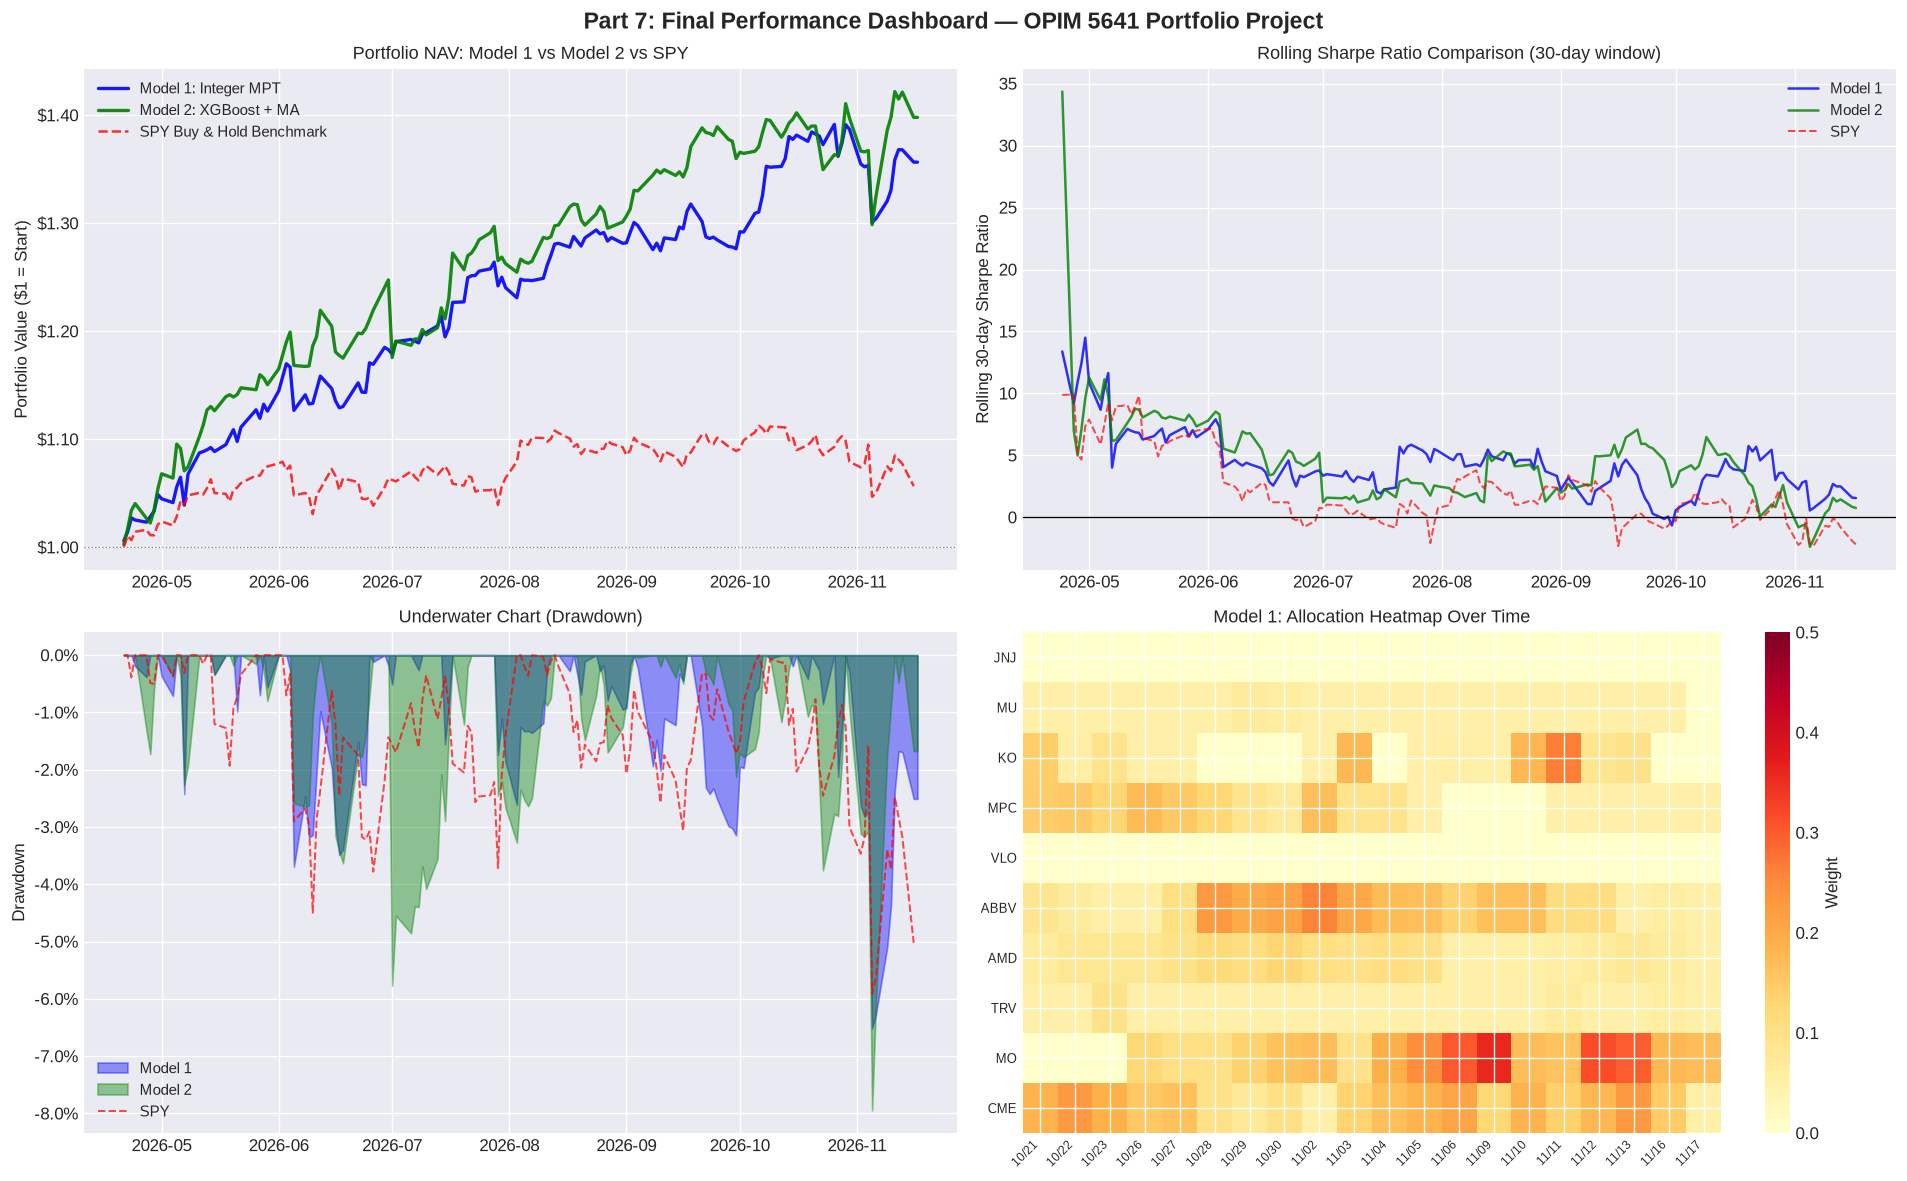 Part 7: Final Performance Dashboard — OPIM 5641 Portfolio Project
Portfolio NAV: Model 1 vs Model 2 vs SPY
Model 1: Integer MPT
Model 2: XGBoost + MA
SPY Buy & Hold Benchmark
Portfolio Value ($1 = Start)
$1.40
$1.30
$1.20
$1.10
$1.00
2026-05
2026-06
2026-07
2026-08
2026-09
2026-10
2026-11
Rolling Sharpe Ratio Comparison (30-day window)
Model 1
Model 2
SPY
Rolling 30-day Sharpe Ratio
35
30
25
20
15
10
5
0
2026-05
2026-06
2026-07
2026-08
2026-09
2026-10
2026-11
Underwater Chart (Drawdown)
Drawdown
0.0%
-1.0%
-2.0%
-3.0%
-4.0%
-5.0%
-6.0%
-7.0%
-8.0%
Model 1
Model 2
SPY
2026-05
2026-06
2026-07
2026-08
2026-09
2026-10
2026-11
Model 1: Allocation Heatmap Over Time
JNJ
MU
KO
MPC
VLO
ABBV
AMD
TRV
MO
CME
10/21
10/22
10/23
10/26
10/27
10/28
10/29
10/30
11/02
11/03
11/04
11/05
11/06
11/09
11/10
11/11
11/12
11/13
11/16
11/17
0.5
0.4
0.3
0.2
0.1
0.0
Weight